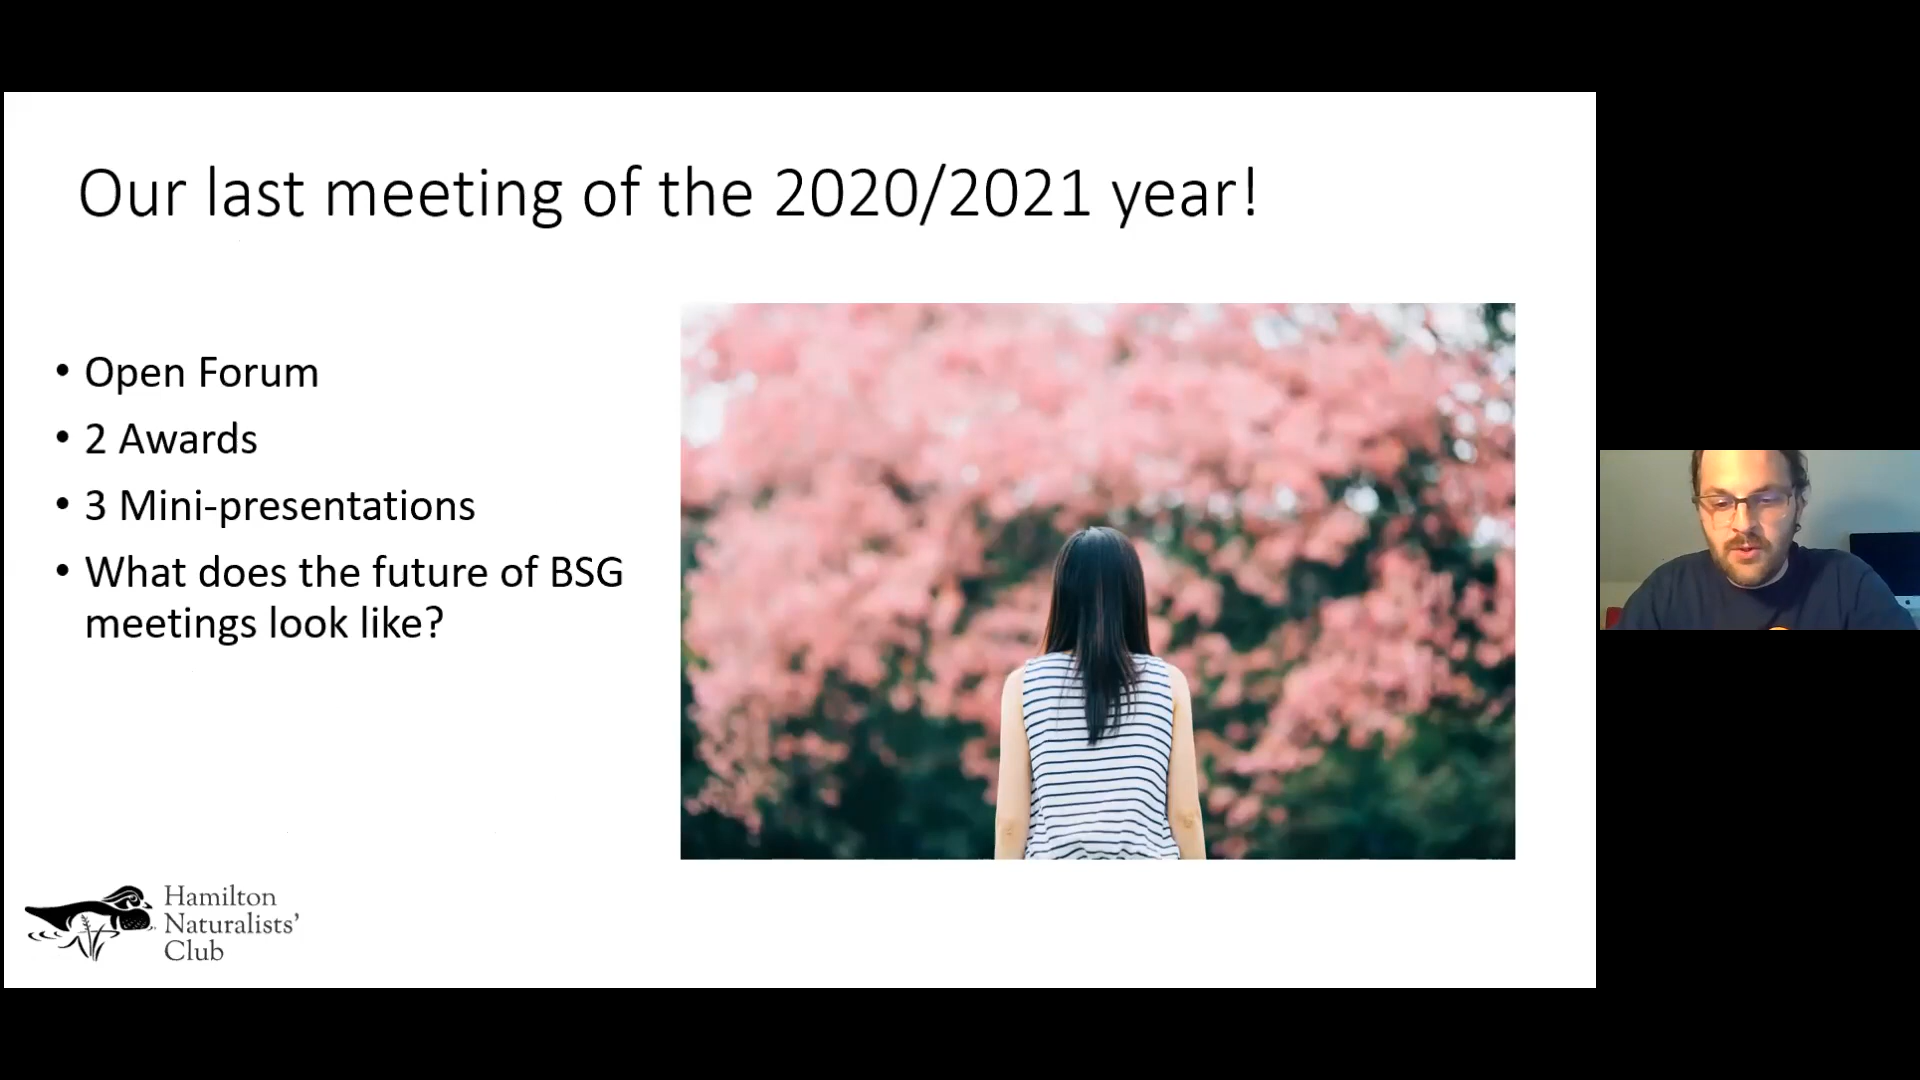 Our last meeting of the 2020/2021 year!
• Open Forum
• 2 Awards
• 3 Mini-presentations
• What does the future of BSG
meetings look like?
Hamilton
Naturalists'
Club